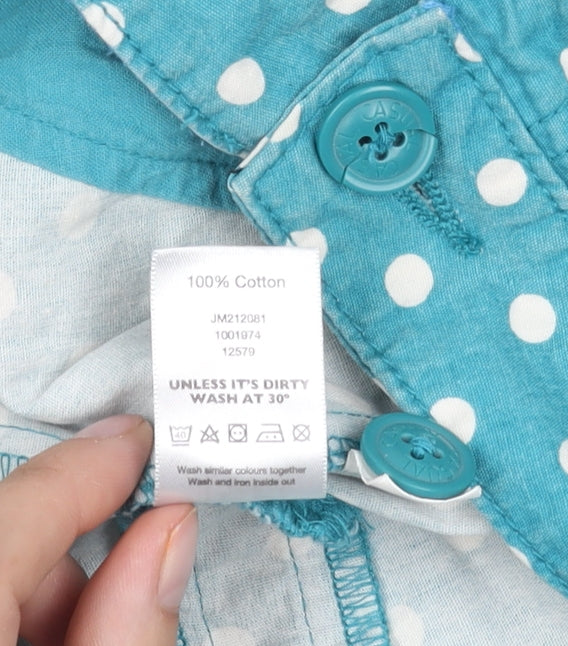 100% Cotton
JM212081
1001974
12579
UNLESS IT'S DIRTY
WASH AT 30°
40
Wash similar colours together
Wash and iron inside out